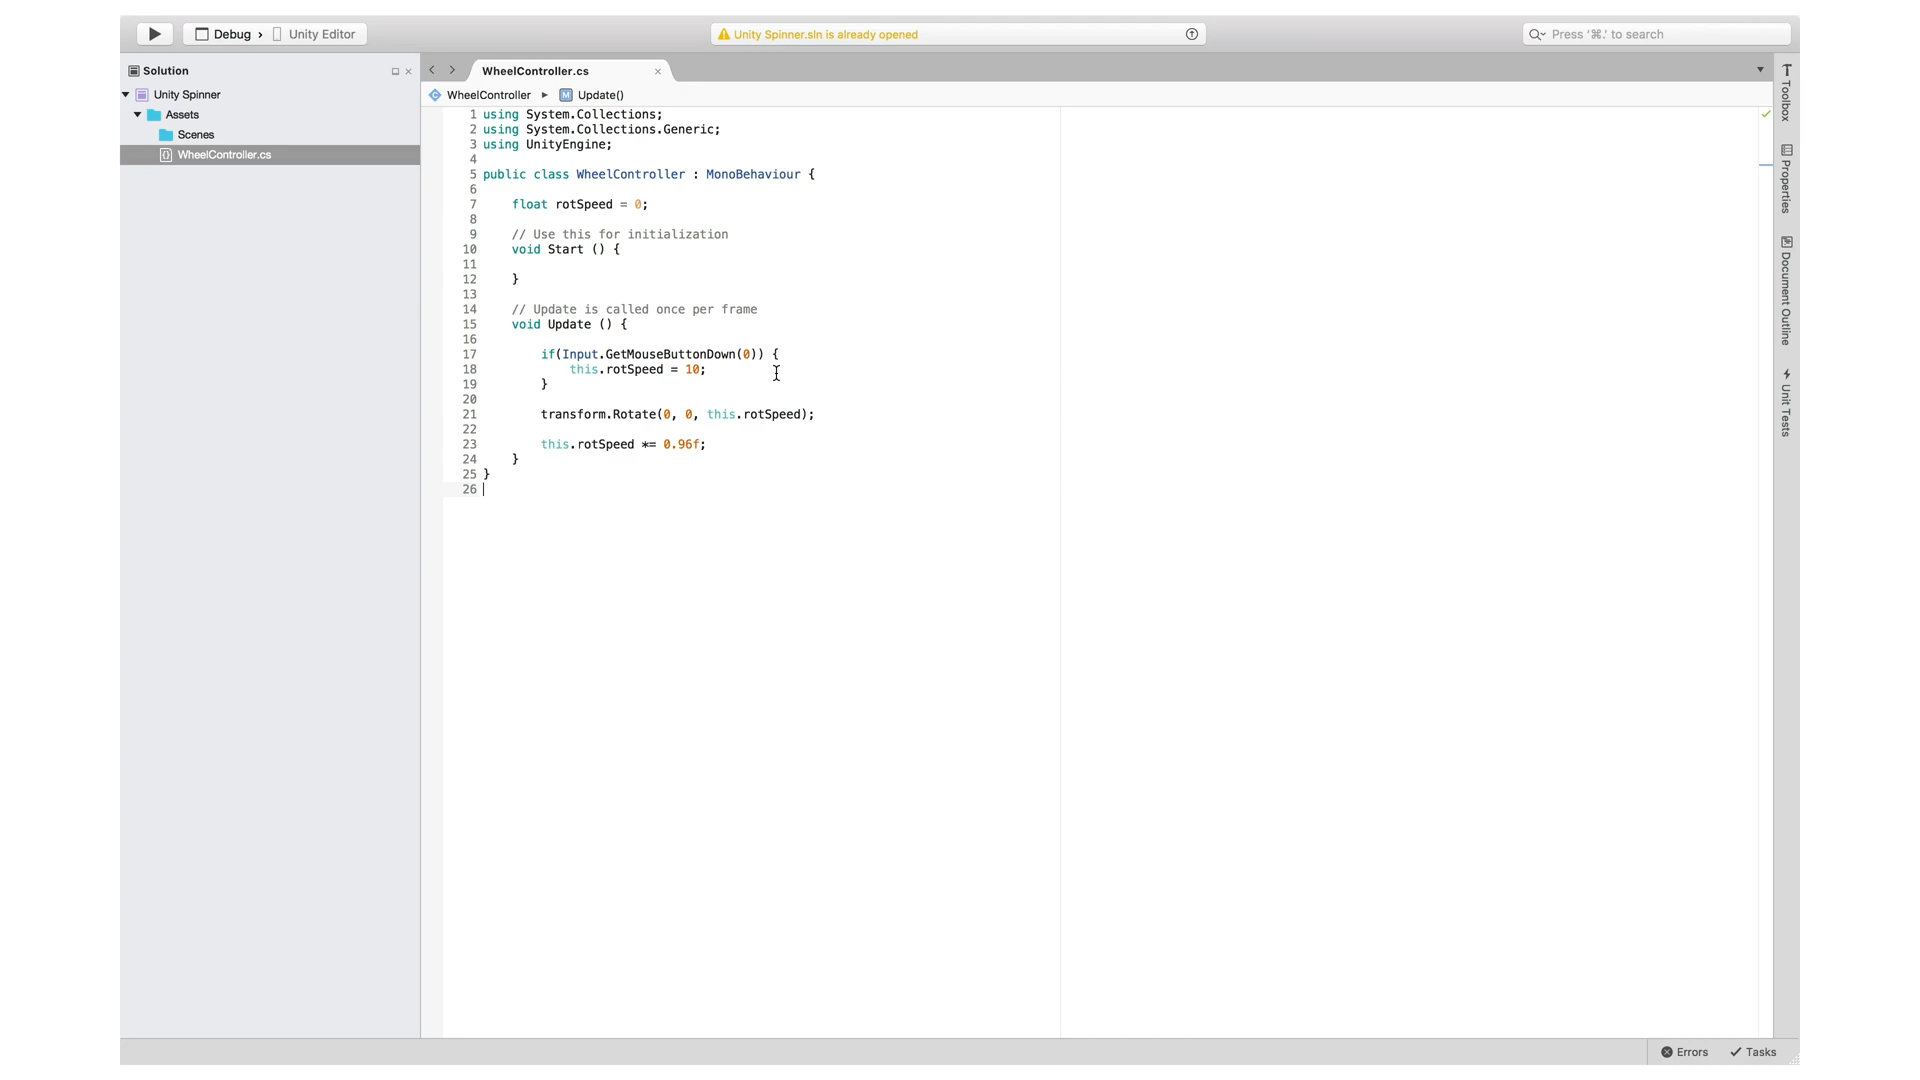 Debug › Unity Editor
Unity Spinner.sln is already opened
Press ‘⌘.’ to search
Solution
WheelController.cs
Unity Spinner
WheelController ▸ Update()
Assets
Scenes
WheelController.cs
1 using System.Collections;
2 using System.Collections.Generic;
3 using UnityEngine;
4
5 public class WheelController : MonoBehaviour {
6
7     float rotSpeed = 0;
8
9     // Use this for initialization
10     void Start () {
11
12     }
13
14     // Update is called once per frame
15     void Update () {
16
17         if(Input.GetMouseButtonDown(0)) {
18             this.rotSpeed = 10;
19         }
20
21         transform.Rotate(0, 0, this.rotSpeed);
22
23         this.rotSpeed *= 0.96f;
24     }
25 }
26
Toolbox
Properties
Document Outline
Unit Tests
Errors
Tasks